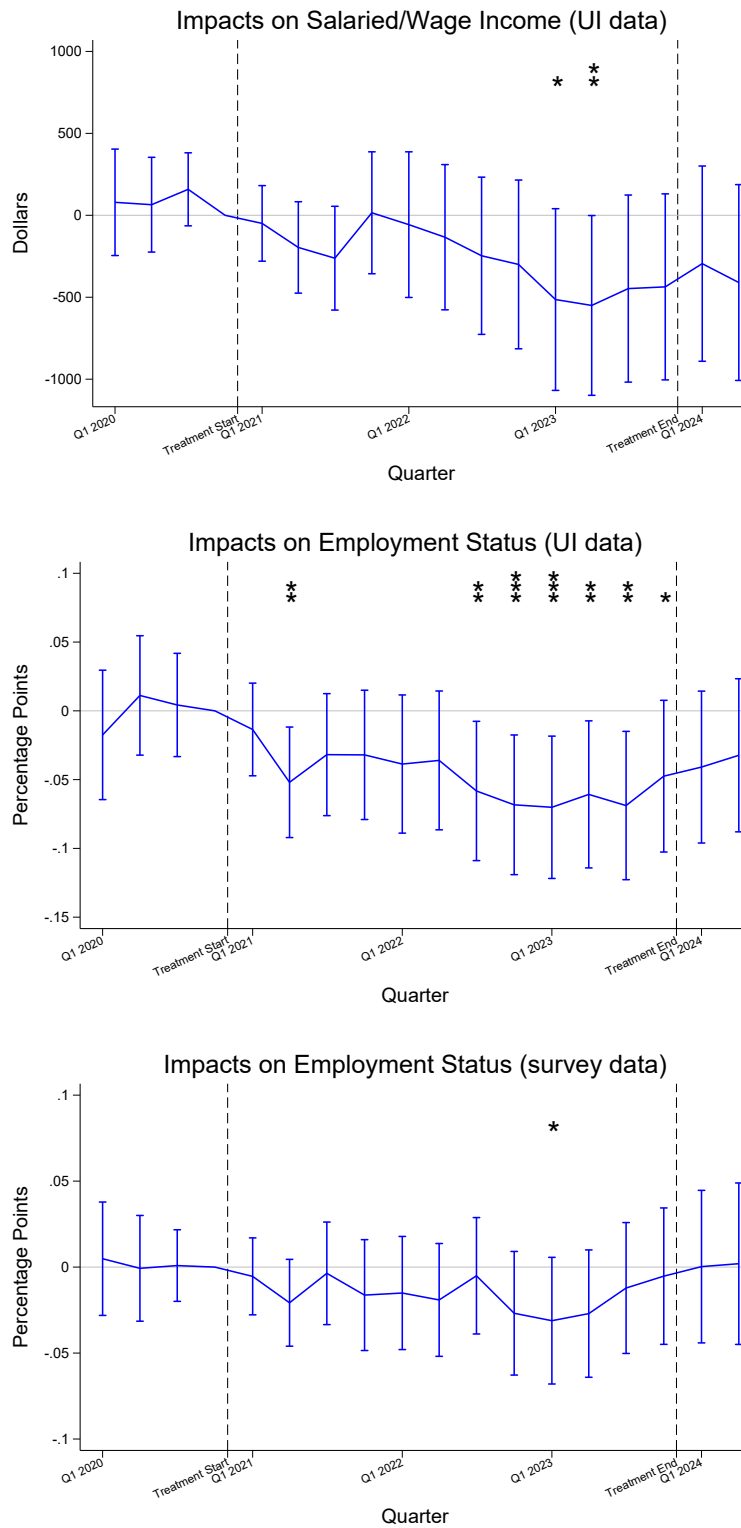 Impacts on Salaried/Wage Income (UI data)
*
* *
1000
500
0
-500
-1000
Dollars
Q1 2020
Treatment Start
Q1 2021
Q1 2022
Q1 2023
Treatment End
Q1 2024
Quarter
Impacts on Employment Status (UI data)
* *
* * * * * *
* * * * * * *
.1
.05
0
-.05
-.1
-.15
Percentage Points
Q1 2020
Treatment Start
Q1 2021
Q1 2022
Q1 2023
Treatment End
Q1 2024
Quarter
Impacts on Employment Status (survey data)
*
.1
.05
0
-.05
-.1
Percentage Points
Q1 2020
Treatment Start
Q1 2021
Q1 2022
Q1 2023
Treatment End
Q1 2024
Quarter